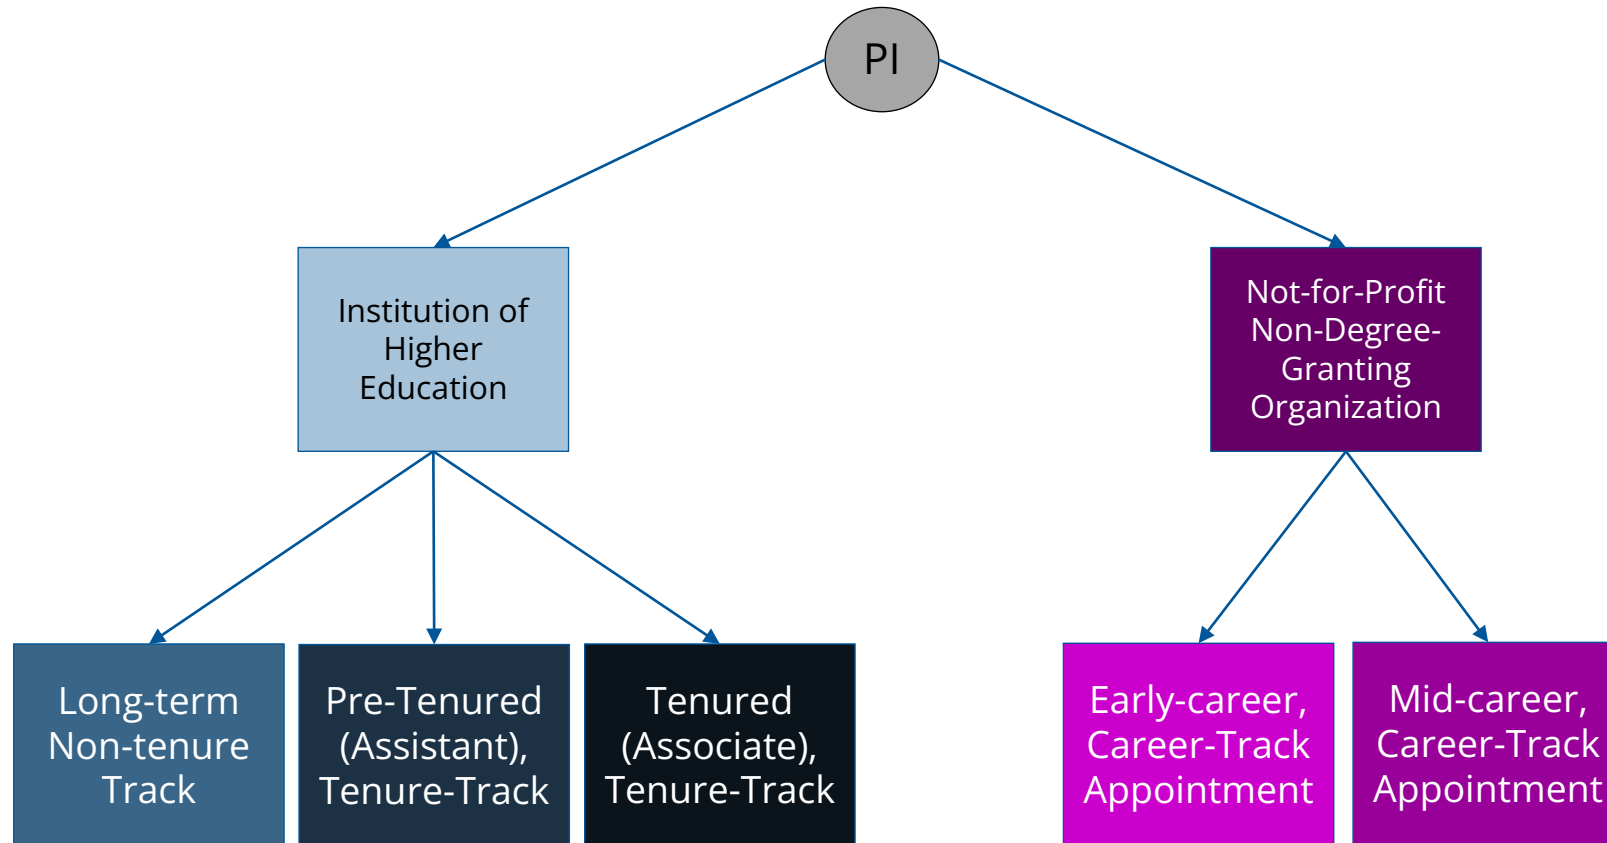 PI
Institution of
Higher
Education
Not-for-Profit
Non-Degree-
Granting
Organization
Long-term
Non-tenure
Track
Pre-Tenured
(Assistant),
Tenure-Track
Tenured
(Associate),
Tenure-Track
Early-career,
Career-Track
Appointment
Mid-career,
Career-Track
Appointment